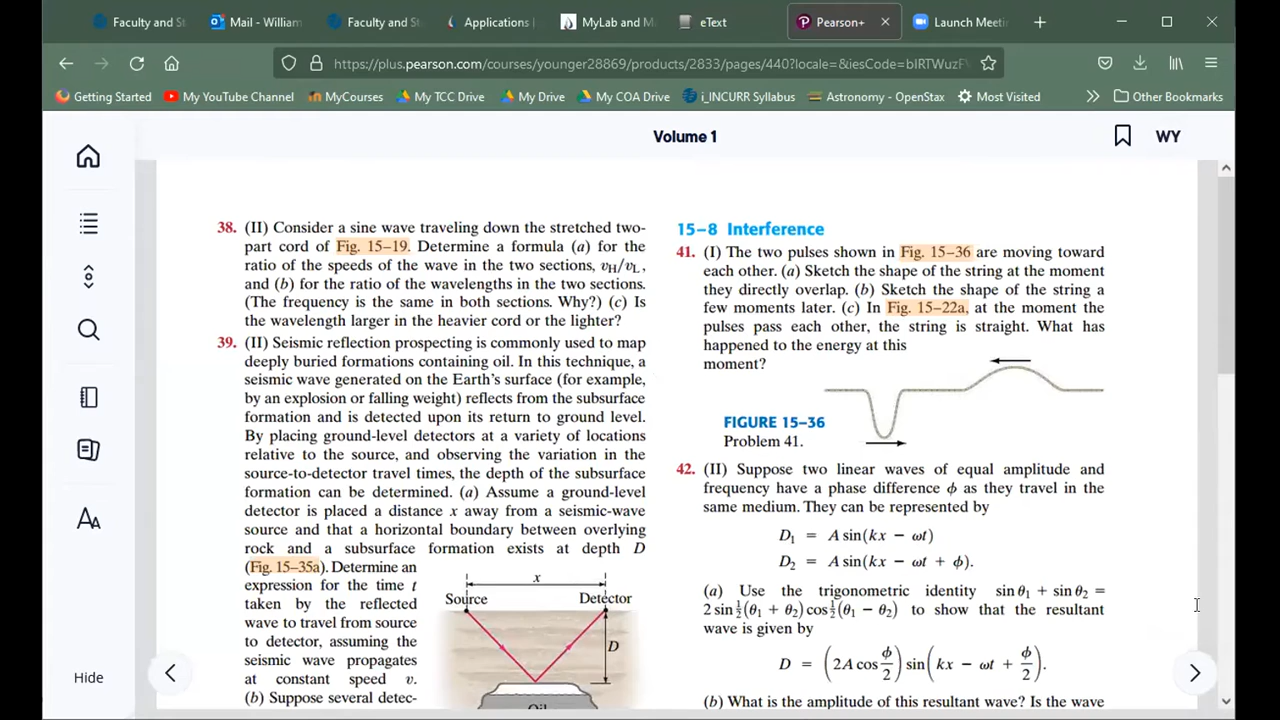 Faculty and St
Mail - William
Faculty and St
Applications |
MyLab and M
eText
Pearson+
Launch Meeti
https://plus.pearson.com/courses/younger28869/products/2833/pages/440?locale=&iesCode=bIRTWuzF
Getting Started
My YouTube Channel
MyCourses
My TCC Drive
My Drive
My COA Drive
i_INCURR Syllabus
Astronomy - OpenStax
Most Visited
Other Bookmarks
Volume 1
WY
Hide
38. (II) Consider a sine wave traveling down the stretched two-
part cord of Fig. 15–19. Determine a formula (a) for the
ratio of the speeds of the wave in the two sections, vH/vL,
and (b) for the ratio of the wavelengths in the two sections.
(The frequency is the same in both sections. Why?) (c) Is
the wavelength larger in the heavier cord or the lighter?
39. (II) Seismic reflection prospecting is commonly used to map
deeply buried formations containing oil. In this technique, a
seismic wave generated on the Earth's surface (for example,
by an explosion or falling weight) reflects from the subsurface
formation and is detected upon its return to ground level.
By placing ground-level detectors at a variety of locations
relative to the source, and observing the variation in the
source-to-detector travel times, the depth of the subsurface
formation can be determined. (a) Assume a ground-level
detector is placed a distance x away from a seismic-wave
source and that a horizontal boundary between overlying
rock and a subsurface formation exists at depth D
(Fig. 15–35a). Determine an
expression for the time t
taken by the reflected
wave to travel from source
to detector, assuming the
seismic wave propagates
at constant speed v.
(b) Suppose several detec-
x
Source
Detector
D
Oil
15–8 Interference
41. (I) The two pulses shown in Fig. 15–36 are moving toward
each other. (a) Sketch the shape of the string at the moment
they directly overlap. (b) Sketch the shape of the string a
few moments later. (c) In Fig. 15–22a, at the moment the
pulses pass each other, the string is straight. What has
happened to the energy at this
moment?
FIGURE 15–36
Problem 41.
42. (II) Suppose two linear waves of equal amplitude and
frequency have a phase difference ϕ as they travel in the
same medium. They can be represented by
D₁ = A sin(kx − ωt)
D₂ = A sin(kx − ωt + ϕ).
(a) Use the trigonometric identity sin θ₁ + sin θ₂ =
2 sin ½(θ₁ + θ₂) cos ½(θ₁ − θ₂) to show that the resultant
wave is given by
D = (2A cos ϕ/2) sin(kx − ωt + ϕ/2).
(b) What is the amplitude of this resultant wave? Is the wave